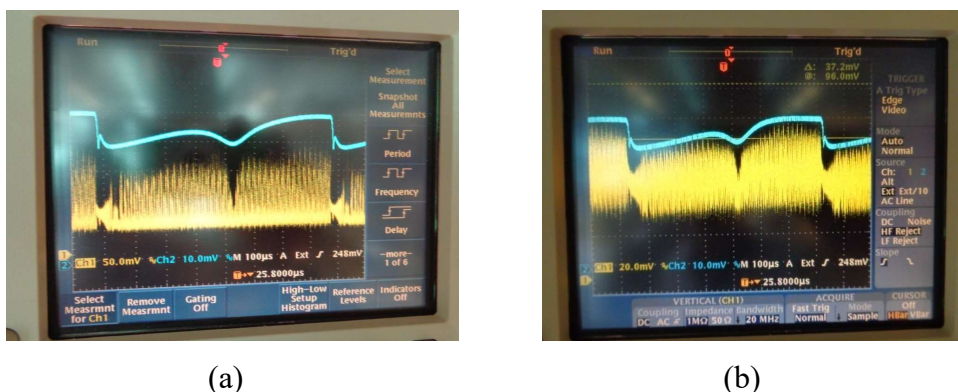 Run
Trig'd
Select
Measurement
Snapshot
All
Measuremnts
Period
Frequency
Delay
—more—
1 of 6
1
2
Ch1 50.0mV Ch2 10.0mV M 100µs A Ext 248mV
25.8000µs
Select
Measrmnt
for Ch1
Remove
Measrmnt
Gating
Off
High-Low
Setup
Histogram
Reference
Levels
Indicators
Off
(a)
Run
Trig'd
Δ: 37.2mV
@: 96.0mV
TRIGGER
A Trig Type
Edge
Video
Mode
Auto
Normal
Source
Ch: 1 2
Alt
Ext Ext/10
AC Line
Coupling
DC Noise
HF Reject
LF Reject
Slope
2
1
Ch1 20.0mV Ch2 10.0mV M 100µs A Ext 248mV
25.8000µs
VERTICAL (CH1)
Coupling Impedance Bandwidth
DC AC 1MΩ 50Ω 20 MHz
ACQUIRE
Fast Trig Mode
Normal Sample
CURSOR
Off
HBar VBar
(b)